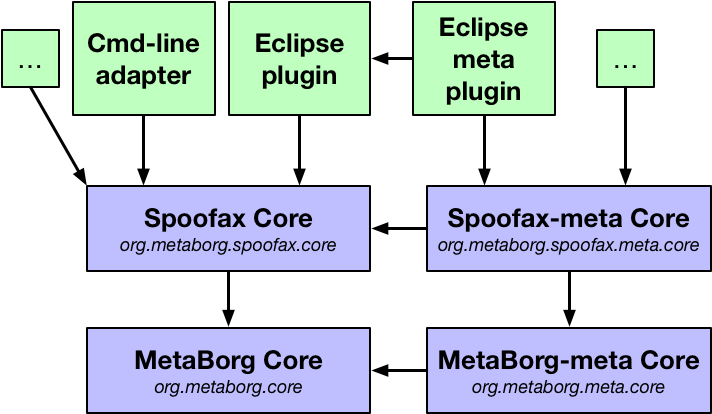 ...
Cmd-line
adapter
Eclipse
plugin
Eclipse
meta
plugin
...
Spoofax Core
org.metaborg.spoofax.core
Spoofax-meta Core
org.metaborg.spoofax.meta.core
MetaBorg Core
org.metaborg.core
MetaBorg-meta Core
org.metaborg.meta.core